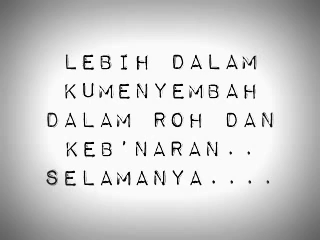 LEBIH DALAM
KUMENYEMBAH
DALAM ROH DAN
KEB'NARAN..
SELAMANYA....